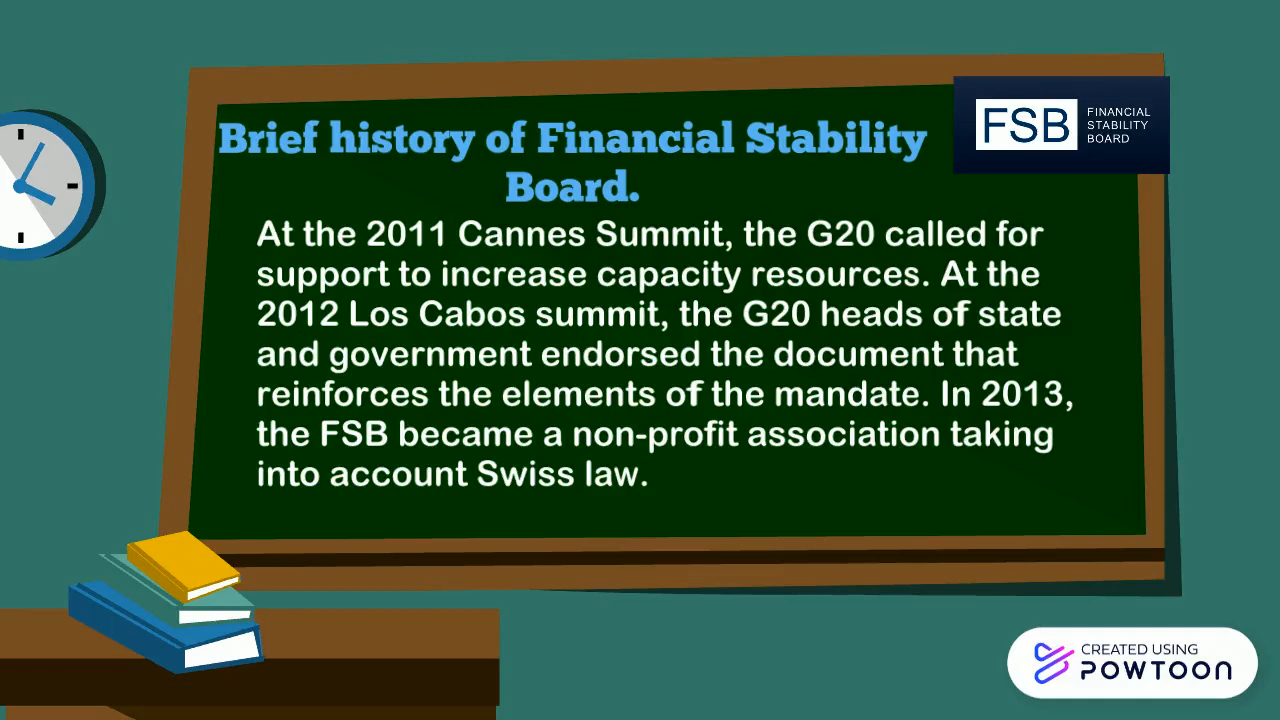 Brief history of Financial Stability
Board.
FSB
FINANCIAL
STABILITY
BOARD
At the 2011 Cannes Summit, the G20 called for
support to increase capacity resources. At the
2012 Los Cabos summit, the G20 heads of state
and government endorsed the document that
reinforces the elements of the mandate. In 2013,
the FSB became a non-profit association taking
into account Swiss law.
CREATED USING
POWTOON